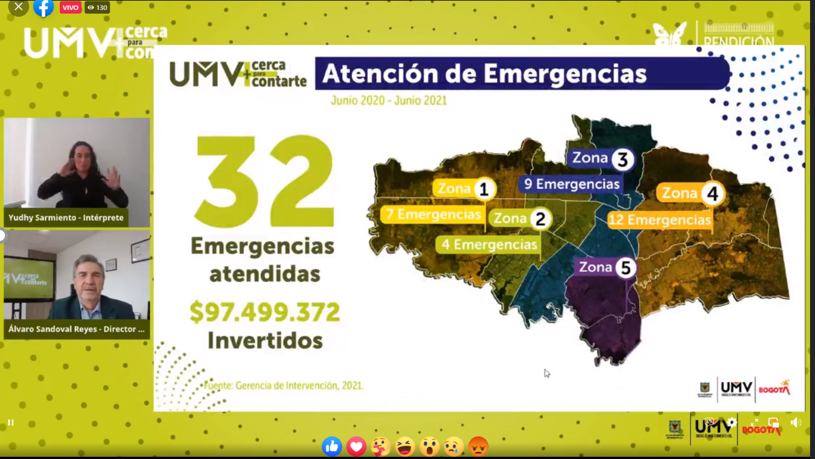 VIVO
130
UMV+ cerca
para
con
RENDICIÓN
UMV+ cerca
para
contarte
Atención de Emergencias
Junio 2020 - Junio 2021
32
Emergencias
atendidas
$97.499.372
Invertidos
Zona 1
7 Emergencias
Zona 2
4 Emergencias
Zona 3
9 Emergencias
Zona 4
12 Emergencias
Zona 5
Yudhy Sarmiento - Intérprete
cerca
contarte
Álvaro Sandoval Reyes - Director ...
Fuente: Gerencia de Intervención, 2021.
UMV
BOGOTÁ
UMV
BOGOTÁ